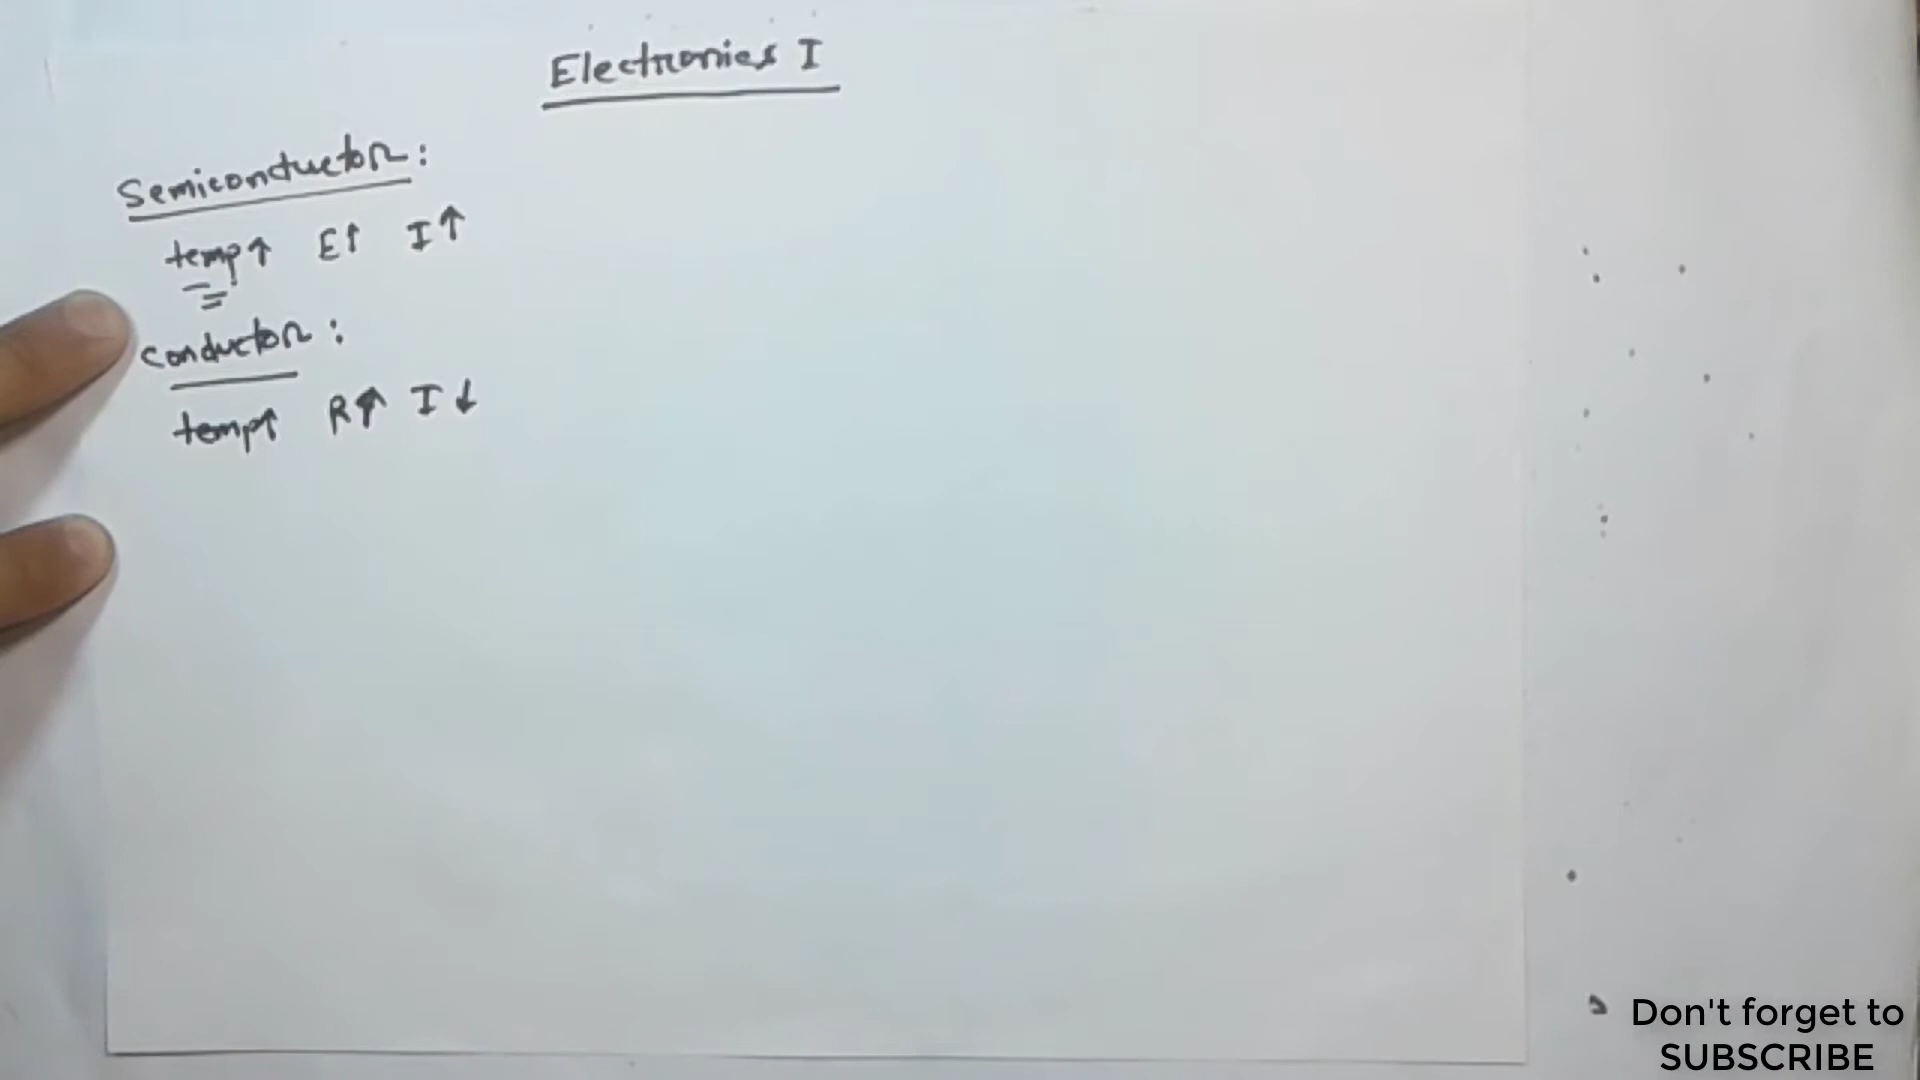 Electronics I
Semiconductor:
temp↑ E↑ I↑
Conductor:
temp↑ R↑ I↓
Don't forget to
SUBSCRIBE